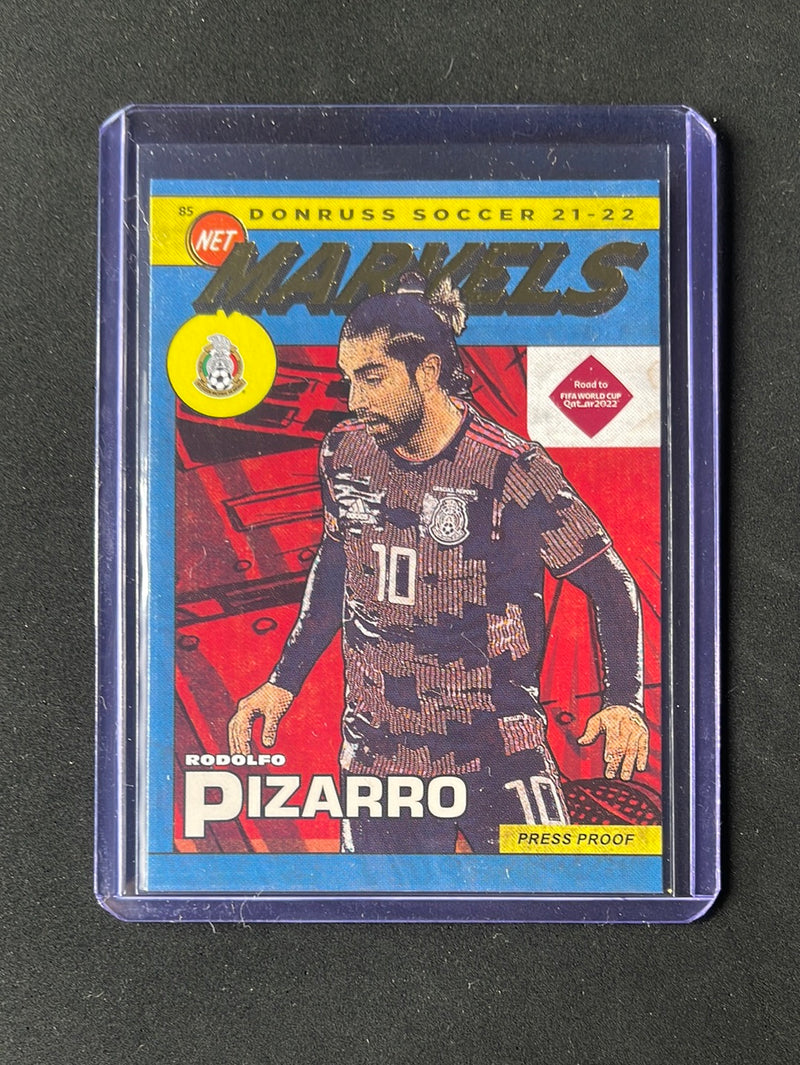 85
DONRUSS SOCCER 21-22
NET
MARVELS
Road to
FIFA WORLD CUP
Qatar2022
10
RODOLFO
PIZARRO
10
PRESS PROOF